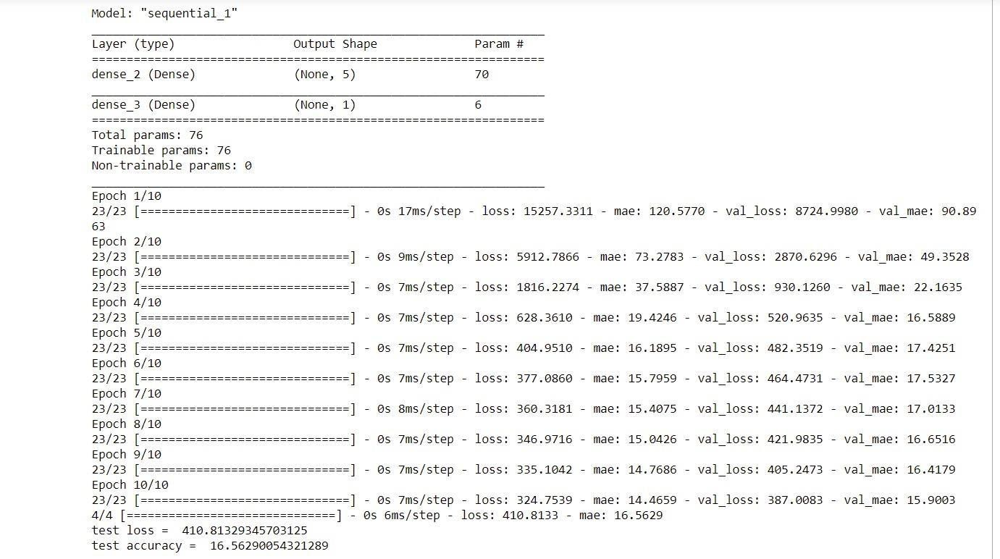 Model: "sequential_1"
Layer (type)                 Output Shape              Param #
=================================================================
dense_2 (Dense)              (None, 5)                 70
dense_3 (Dense)              (None, 1)                 6
=================================================================
Total params: 76
Trainable params: 76
Non-trainable params: 0
Epoch 1/10
23/23 [==============================] - 0s 17ms/step - loss: 15257.3311 - mae: 120.5770 - val_loss: 8724.9980 - val_mae: 90.89
63
Epoch 2/10
23/23 [==============================] - 0s 9ms/step - loss: 5912.7866 - mae: 73.2783 - val_loss: 2870.6296 - val_mae: 49.3528
Epoch 3/10
23/23 [==============================] - 0s 7ms/step - loss: 1816.2274 - mae: 37.5887 - val_loss: 930.1260 - val_mae: 22.1635
Epoch 4/10
23/23 [==============================] - 0s 7ms/step - loss: 628.3610 - mae: 19.4246 - val_loss: 520.9635 - val_mae: 16.5889
Epoch 5/10
23/23 [==============================] - 0s 7ms/step - loss: 404.9510 - mae: 16.1895 - val_loss: 482.3519 - val_mae: 17.4251
Epoch 6/10
23/23 [==============================] - 0s 7ms/step - loss: 377.0860 - mae: 15.7959 - val_loss: 464.4731 - val_mae: 17.5327
Epoch 7/10
23/23 [==============================] - 0s 8ms/step - loss: 360.3181 - mae: 15.4075 - val_loss: 441.1372 - val_mae: 17.0133
Epoch 8/10
23/23 [==============================] - 0s 7ms/step - loss: 346.9716 - mae: 15.0426 - val_loss: 421.9835 - val_mae: 16.6516
Epoch 9/10
23/23 [==============================] - 0s 7ms/step - loss: 335.1042 - mae: 14.7686 - val_loss: 405.2473 - val_mae: 16.4179
Epoch 10/10
23/23 [==============================] - 0s 7ms/step - loss: 324.7539 - mae: 14.4659 - val_loss: 387.0083 - val_mae: 15.9003
4/4 [==============================] - 0s 6ms/step - loss: 410.8133 - mae: 16.5629
test loss =  410.81329345703125
test accuracy =  16.56290054321289